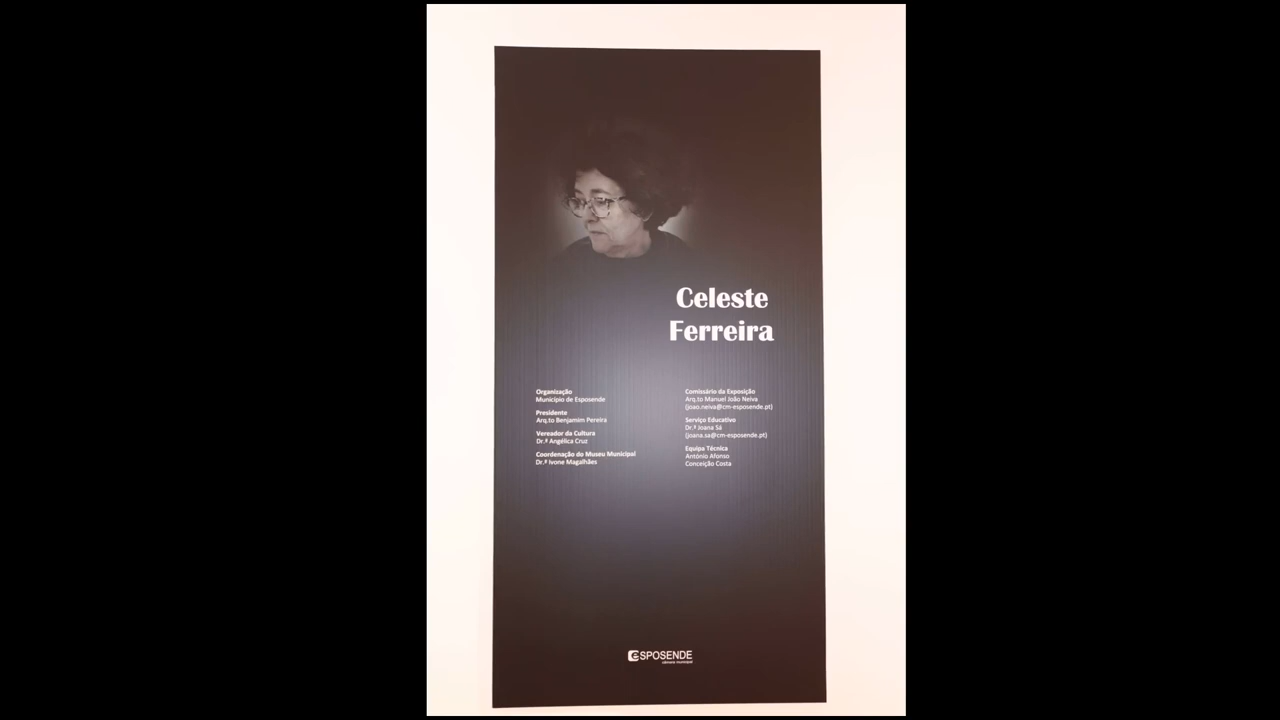 Celeste
Ferreira
Organização
Município de Esposende
Presidente
Arq.to Benjamim Pereira
Vereador da Cultura
Dr.ª Angélica Cruz
Coordenação do Museu Municipal
Dr.ª Ivone Magalhães
Comissário da Exposição
Arq.to Manuel João Neiva
(joao.neiva@cm-esposende.pt)
Serviço Educativo
Dr.ª Joana Sá
(joana.sa@cm-esposende.pt)
Equipa Técnica
António Afonso
Conceição Costa
eSPOSENDE
câmara municipal